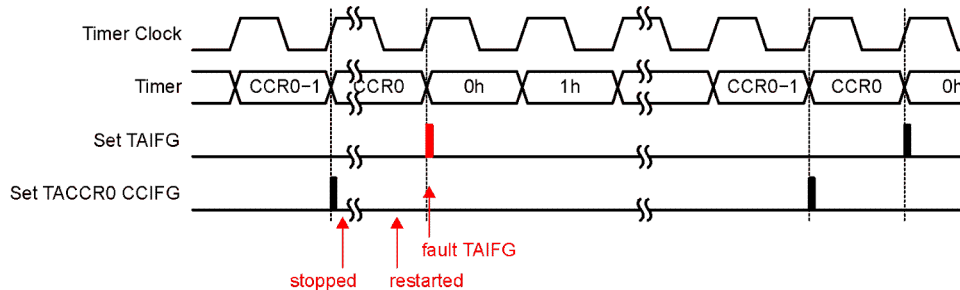 Timer Clock
Timer CCR0−1 CCR0 0h 1h CCR0−1 CCR0 0h
Set TAIFG
Set TACCR0 CCIFG
fault TAIFG
stopped restarted